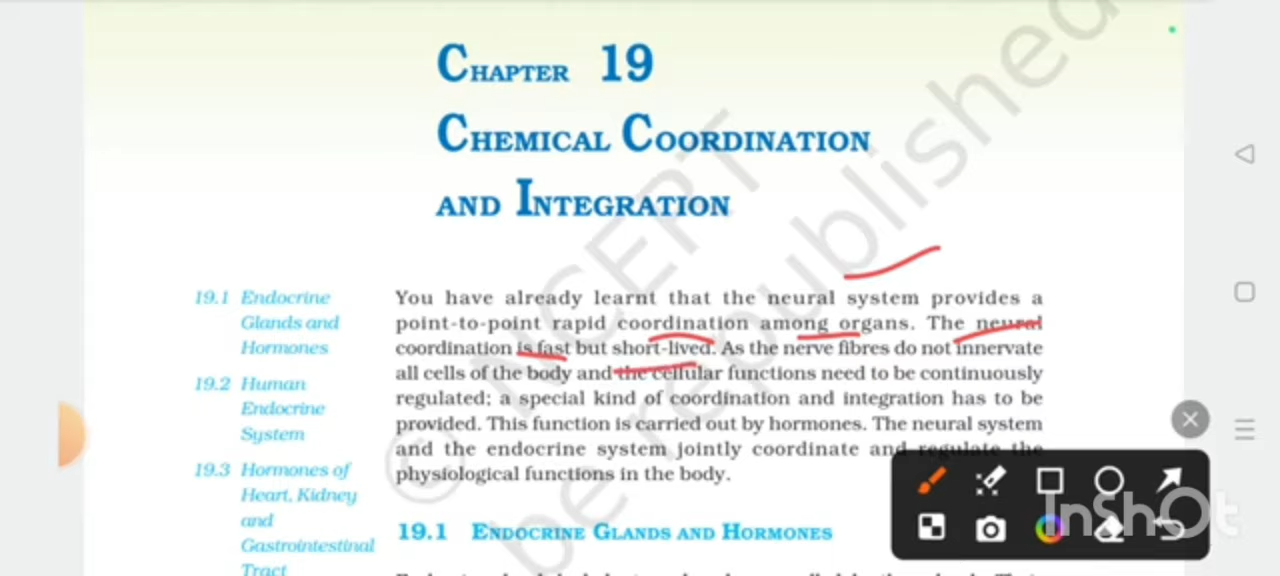 CHAPTER 19
CHEMICAL COORDINATION
AND INTEGRATION
19.1 Endocrine
Glands and
Hormones
19.2 Human
Endocrine
System
19.3 Hormones of
Heart, Kidney
and
Gastrointestinal
Tract
You have already learnt that the neural system provides a
point-to-point rapid coordination among organs. The neural
coordination is fast but short-lived. As the nerve fibres do not innervate
all cells of the body and the cellular functions need to be continuously
regulated; a special kind of coordination and integration has to be
provided. This function is carried out by hormones. The neural system
and the endocrine system jointly coordinate and regulate the
physiological functions in the body.
19.1 ENDOCRINE GLANDS AND HORMONES
© NCERT
be republished
InShOt